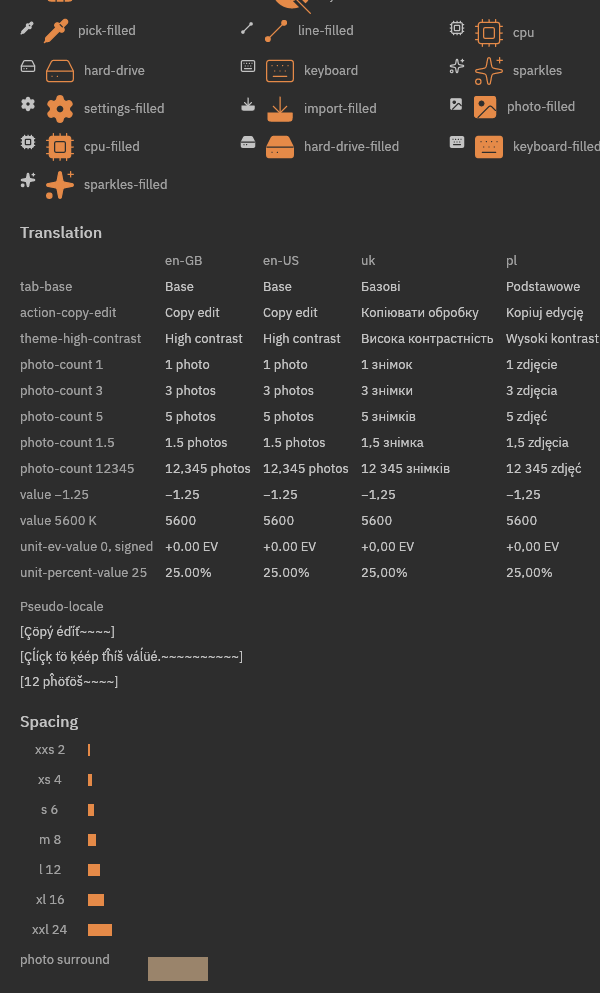 pick-filled line-filled cpu
hard-drive keyboard sparkles
settings-filled import-filled photo-filled
cpu-filled hard-drive-filled keyboard-filled
sparkles-filled
Translation
en-GB en-US uk pl
tab-base Base Base Базові Podstawowe
action-copy-edit Copy edit Copy edit Копіювати обробку Kopiuj edycję
theme-high-contrast High contrast High contrast Висока контрастність Wysoki kontrast
photo-count 1 1 photo 1 photo 1 знімок 1 zdjęcie
photo-count 3 3 photos 3 photos 3 знімки 3 zdjęcia
photo-count 5 5 photos 5 photos 5 знімків 5 zdjęć
photo-count 1.5 1.5 photos 1.5 photos 1,5 знімка 1,5 zdjęcia
photo-count 12345 12,345 photos 12,345 photos 12 345 знімків 12 345 zdjęć
value −1.25 −1.25 −1.25 −1,25 −1,25
value 5600 K 5600 5600 5600 5600
unit-ev-value 0, signed +0.00 EV +0.00 EV +0,00 EV +0,00 EV
unit-percent-value 25 25.00% 25.00% 25,00% 25,00%
Pseudo-locale
[Çöpý éďíť~~~~]
[Çĺíçķ ťö ķéép ťĥíš váĺüé.~~~~~~~~~~]
[12 pĥöťöš~~~~]
Spacing
xxs 2
xs 4
s 6
m 8
l 12
xl 16
xxl 24
photo surround